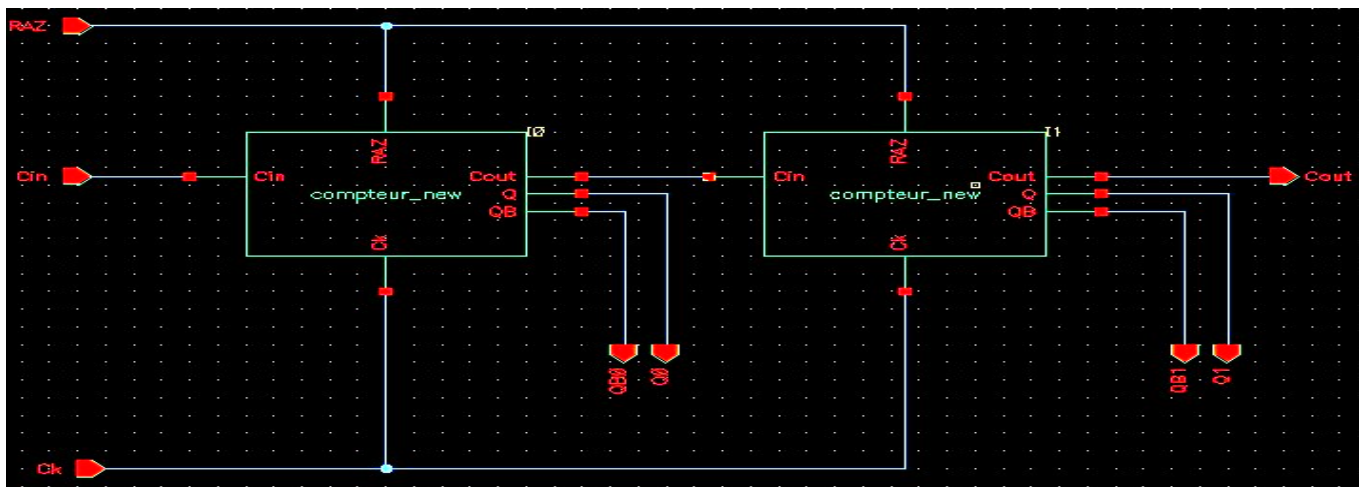 RAZ
I0 I1
RAZ RAZ
Cin Cin Cout Cin Cout Cout
compteur_new Q compteur_new Q
QB QB
Ck Ck
QB0 Q0 QB1 Q1
Ck